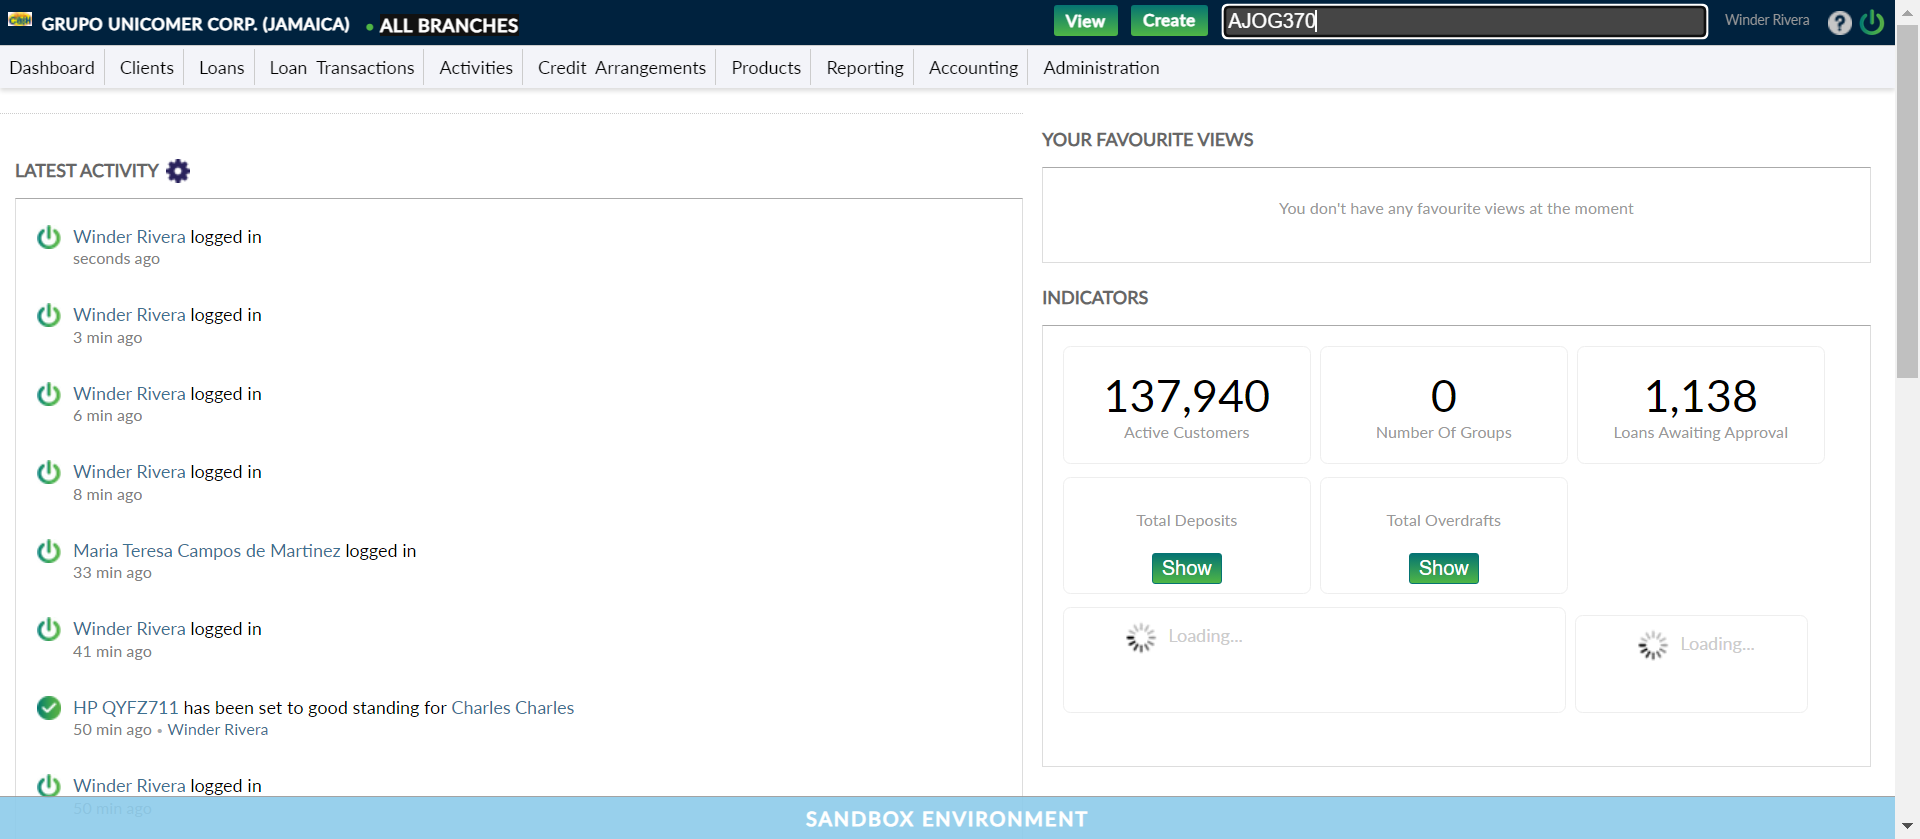 GRUPO UNICOMER CORP. (JAMAICA) • ALL BRANCHES
View Create AJOG370 Winder Rivera ?
Dashboard Clients Loans Loan Transactions Activities Credit Arrangements Products Reporting Accounting Administration
LATEST ACTIVITY
Winder Rivera logged in
seconds ago
Winder Rivera logged in
3 min ago
Winder Rivera logged in
6 min ago
Winder Rivera logged in
8 min ago
Maria Teresa Campos de Martinez logged in
33 min ago
Winder Rivera logged in
41 min ago
HP QYFZ711 has been set to good standing for Charles Charles
50 min ago • Winder Rivera
Winder Rivera logged in
50 min ago
YOUR FAVOURITE VIEWS
You don't have any favourite views at the moment
INDICATORS
137,940
Active Customers
0
Number Of Groups
1,138
Loans Awaiting Approval
Total Deposits
Show
Total Overdrafts
Show
Loading...
Loading...
SANDBOX ENVIRONMENT